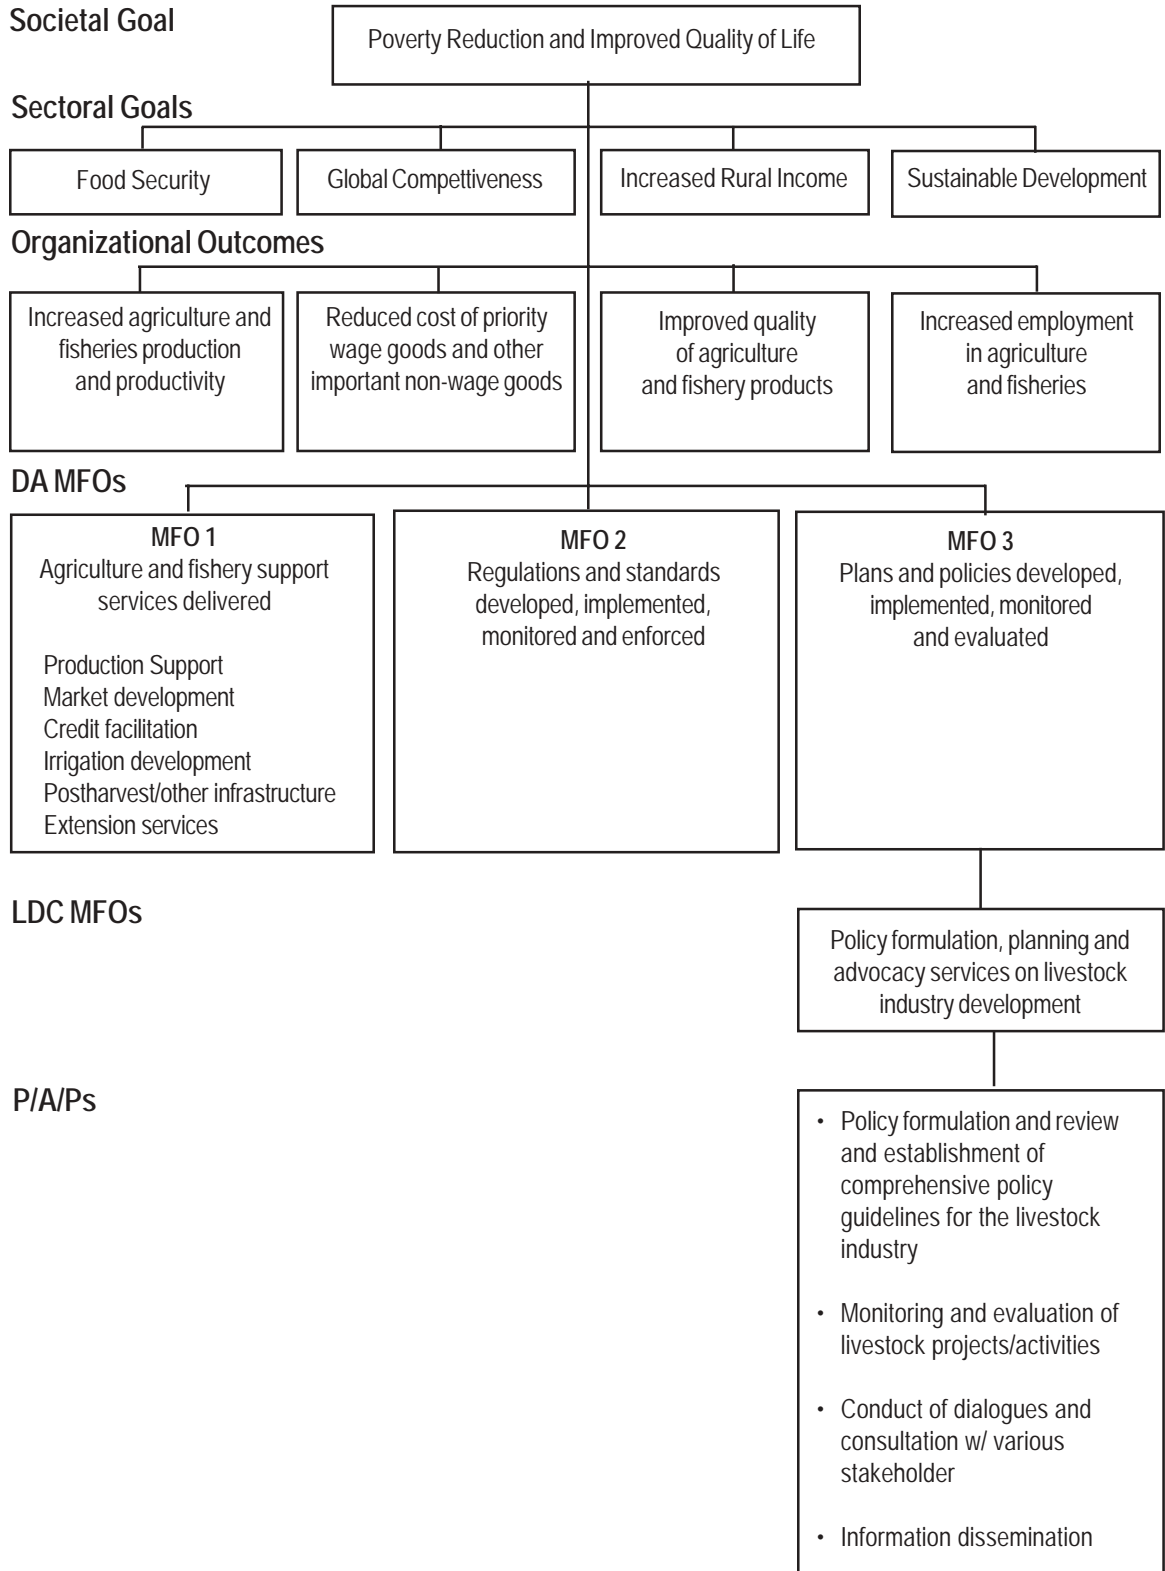 Societal Goal
Poverty Reduction and Improved Quality of Life
Sectoral Goals
Food Security
Global Compettiveness
Increased Rural Income
Sustainable Development
Organizational Outcomes
Increased agriculture and
fisheries production
and productivity
Reduced cost of priority
wage goods and other
important non-wage goods
Improved quality
of agriculture
and fishery products
Increased employment
in agriculture
and fisheries
DA MFOs
MFO 1
Agriculture and fishery support
services delivered
Production Support
Market development
Credit facilitation
Irrigation development
Postharvest/other infrastructure
Extension services
MFO 2
Regulations and standards
developed, implemented,
monitored and enforced
MFO 3
Plans and policies developed,
implemented, monitored
and evaluated
LDC MFOs
Policy formulation, planning and
advocacy services on livestock
industry development
P/A/Ps
• Policy formulation and review
and establishment of
comprehensive policy
guidelines for the livestock
industry
• Monitoring and evaluation of
livestock projects/activities
• Conduct of dialogues and
consultation w/ various
stakeholder
• Information dissemination